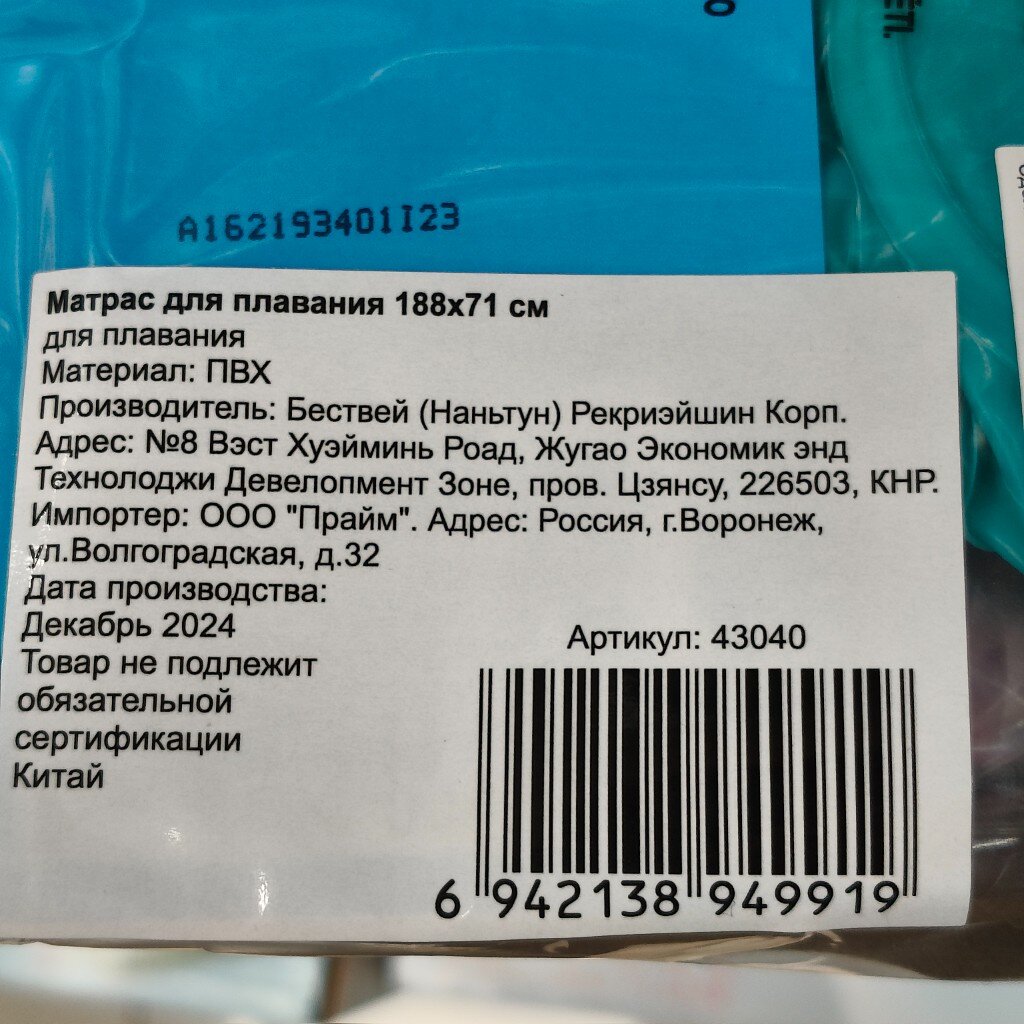 A162193401I23
Матрас для плавания 188х71 см
для плавания
Материал: ПВХ
Производитель: Бествей (Наньтун) Рекриэйшин Корп.
Адрес: №8 Вэст Хуэйминь Роад, Жугао Экономик энд
Технолоджи Девелопмент Зоне, пров. Цзянсу, 226503, КНР.
Импортер: ООО "Прайм". Адрес: Россия, г.Воронеж,
ул.Волгоградская, д.32
Дата производства:
Декабрь 2024
Товар не подлежит
обязательной
сертификации
Китай
Артикул: 43040
6 942138 949919